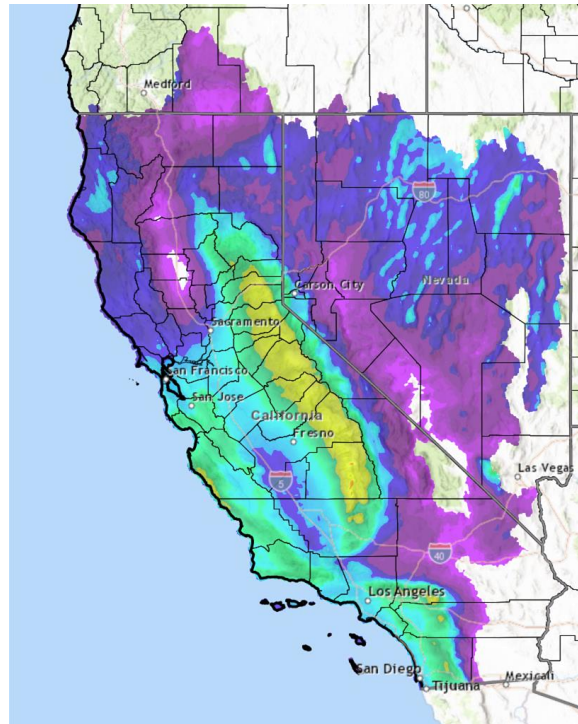 Medford
80
Nevada
Carson City
Sacramento
San Francisco
San Jose
California
Fresno
5
Las Vegas
40
Los Angeles
San Diego
Tijuana
Mexicali